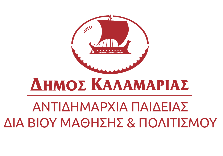 ΔΗΜΟΣ ΚΑΛΑΜΑΡΙΑΣ
ΑΝΤΙΔΗΜΑΡΧΙΑ ΠΑΙΔΕΙΑΣ
ΔΙΑ ΒΙΟΥ ΜΑΘΗΣΗΣ & ΠΟΛΙΤΙΣΜΟΥ